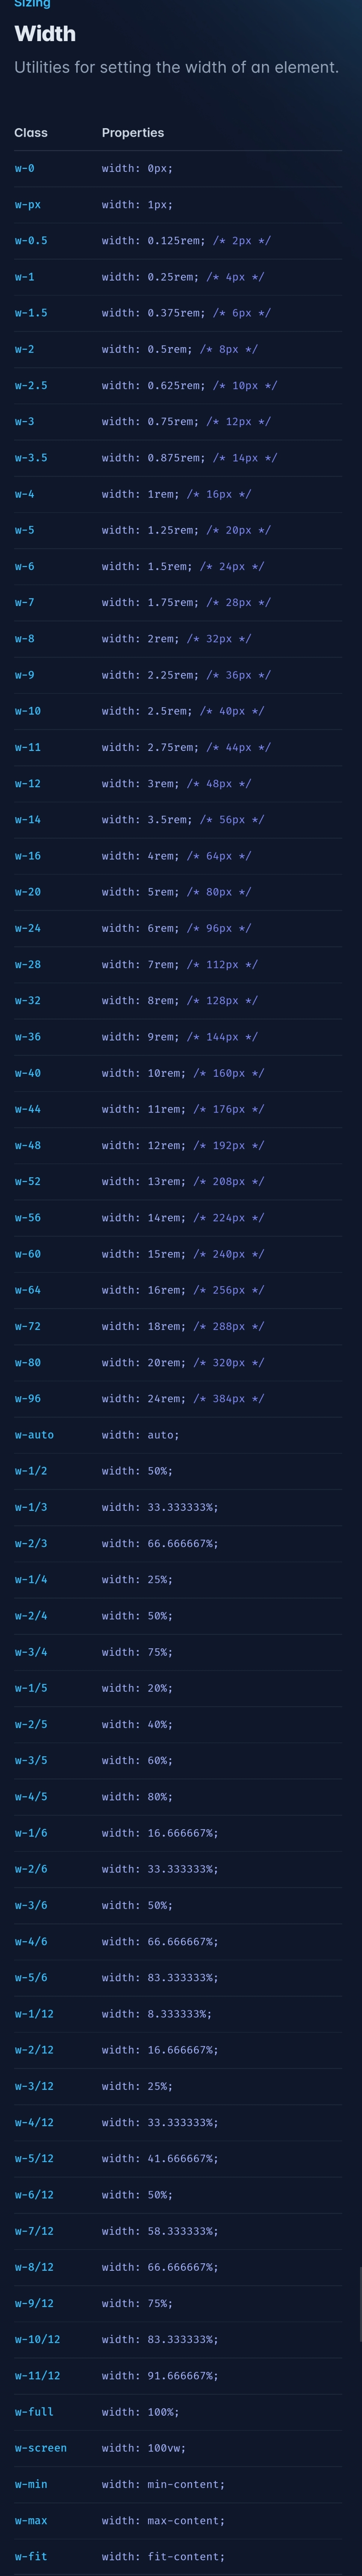 Sizing
Width
Utilities for setting the width of an element.
Class Properties
w-0 width: 0px;
w-px width: 1px;
w-0.5 width: 0.125rem; /* 2px */
w-1 width: 0.25rem; /* 4px */
w-1.5 width: 0.375rem; /* 6px */
w-2 width: 0.5rem; /* 8px */
w-2.5 width: 0.625rem; /* 10px */
w-3 width: 0.75rem; /* 12px */
w-3.5 width: 0.875rem; /* 14px */
w-4 width: 1rem; /* 16px */
w-5 width: 1.25rem; /* 20px */
w-6 width: 1.5rem; /* 24px */
w-7 width: 1.75rem; /* 28px */
w-8 width: 2rem; /* 32px */
w-9 width: 2.25rem; /* 36px */
w-10 width: 2.5rem; /* 40px */
w-11 width: 2.75rem; /* 44px */
w-12 width: 3rem; /* 48px */
w-14 width: 3.5rem; /* 56px */
w-16 width: 4rem; /* 64px */
w-20 width: 5rem; /* 80px */
w-24 width: 6rem; /* 96px */
w-28 width: 7rem; /* 112px */
w-32 width: 8rem; /* 128px */
w-36 width: 9rem; /* 144px */
w-40 width: 10rem; /* 160px */
w-44 width: 11rem; /* 176px */
w-48 width: 12rem; /* 192px */
w-52 width: 13rem; /* 208px */
w-56 width: 14rem; /* 224px */
w-60 width: 15rem; /* 240px */
w-64 width: 16rem; /* 256px */
w-72 width: 18rem; /* 288px */
w-80 width: 20rem; /* 320px */
w-96 width: 24rem; /* 384px */
w-auto width: auto;
w-1/2 width: 50%;
w-1/3 width: 33.333333%;
w-2/3 width: 66.666667%;
w-1/4 width: 25%;
w-2/4 width: 50%;
w-3/4 width: 75%;
w-1/5 width: 20%;
w-2/5 width: 40%;
w-3/5 width: 60%;
w-4/5 width: 80%;
w-1/6 width: 16.666667%;
w-2/6 width: 33.333333%;
w-3/6 width: 50%;
w-4/6 width: 66.666667%;
w-5/6 width: 83.333333%;
w-1/12 width: 8.333333%;
w-2/12 width: 16.666667%;
w-3/12 width: 25%;
w-4/12 width: 33.333333%;
w-5/12 width: 41.666667%;
w-6/12 width: 50%;
w-7/12 width: 58.333333%;
w-8/12 width: 66.666667%;
w-9/12 width: 75%;
w-10/12 width: 83.333333%;
w-11/12 width: 91.666667%;
w-full width: 100%;
w-screen width: 100vw;
w-min width: min-content;
w-max width: max-content;
w-fit width: fit-content;